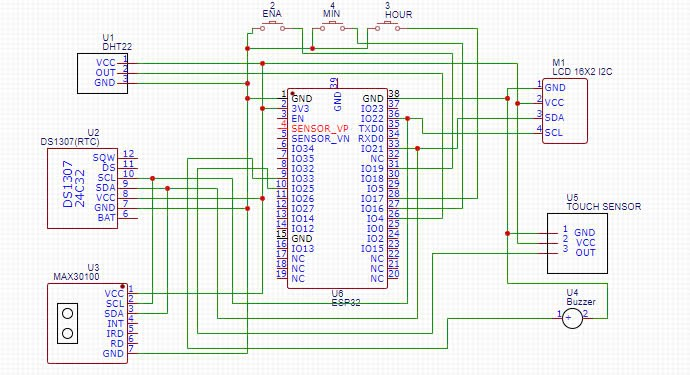 2
ENA
4
MIN
3
HOUR
U1
DHT22
VCC 1
OUT 2
GND 3
U2
DS1307(RTC)
DS1307
24C32
SQW 12
DS 11
SCL 10
SDA 9
VCC 8
GND 7
BAT 6
U3
MAX30100
VCC 1
SCL 2
SDA 3
INT 4
IRD 5
RD 6
GND 7
39
GND
1 GND
2 3V3
3 EN
4 SENSOR_VP
5 SENSOR_VN
6 IO34
7 IO35
8 IO32
9 IO33
10 IO25
11 IO26
12 IO27
13 IO14
14 IO12
15 GND
16 IO13
17 NC
18 NC
19 NC
GND 38
IO23 37
IO22 36
TXD0 35
RXD0 34
IO21 33
NC 32
IO19 31
IO18 30
IO5 29
IO17 28
IO16 27
IO4 26
IO0 25
IO2 24
IO15 23
NC 22
NC 21
NC 20
U6
ESP32
M1
LCD 16X2 I2C
1 GND
2 VCC
3 SDA
4 SCL
U5
TOUCH SENSOR
1 GND
2 VCC
3 OUT
U4
Buzzer
1 + 2